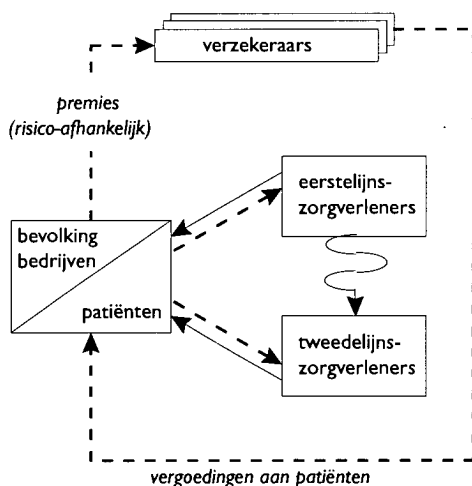 verzekeraars
premies
(risico-afhankelijk)
eerstelijns-
zorgverleners
bevolking
bedrijven
patiënten
tweedelijns-
zorgverleners
vergoedingen aan patiënten